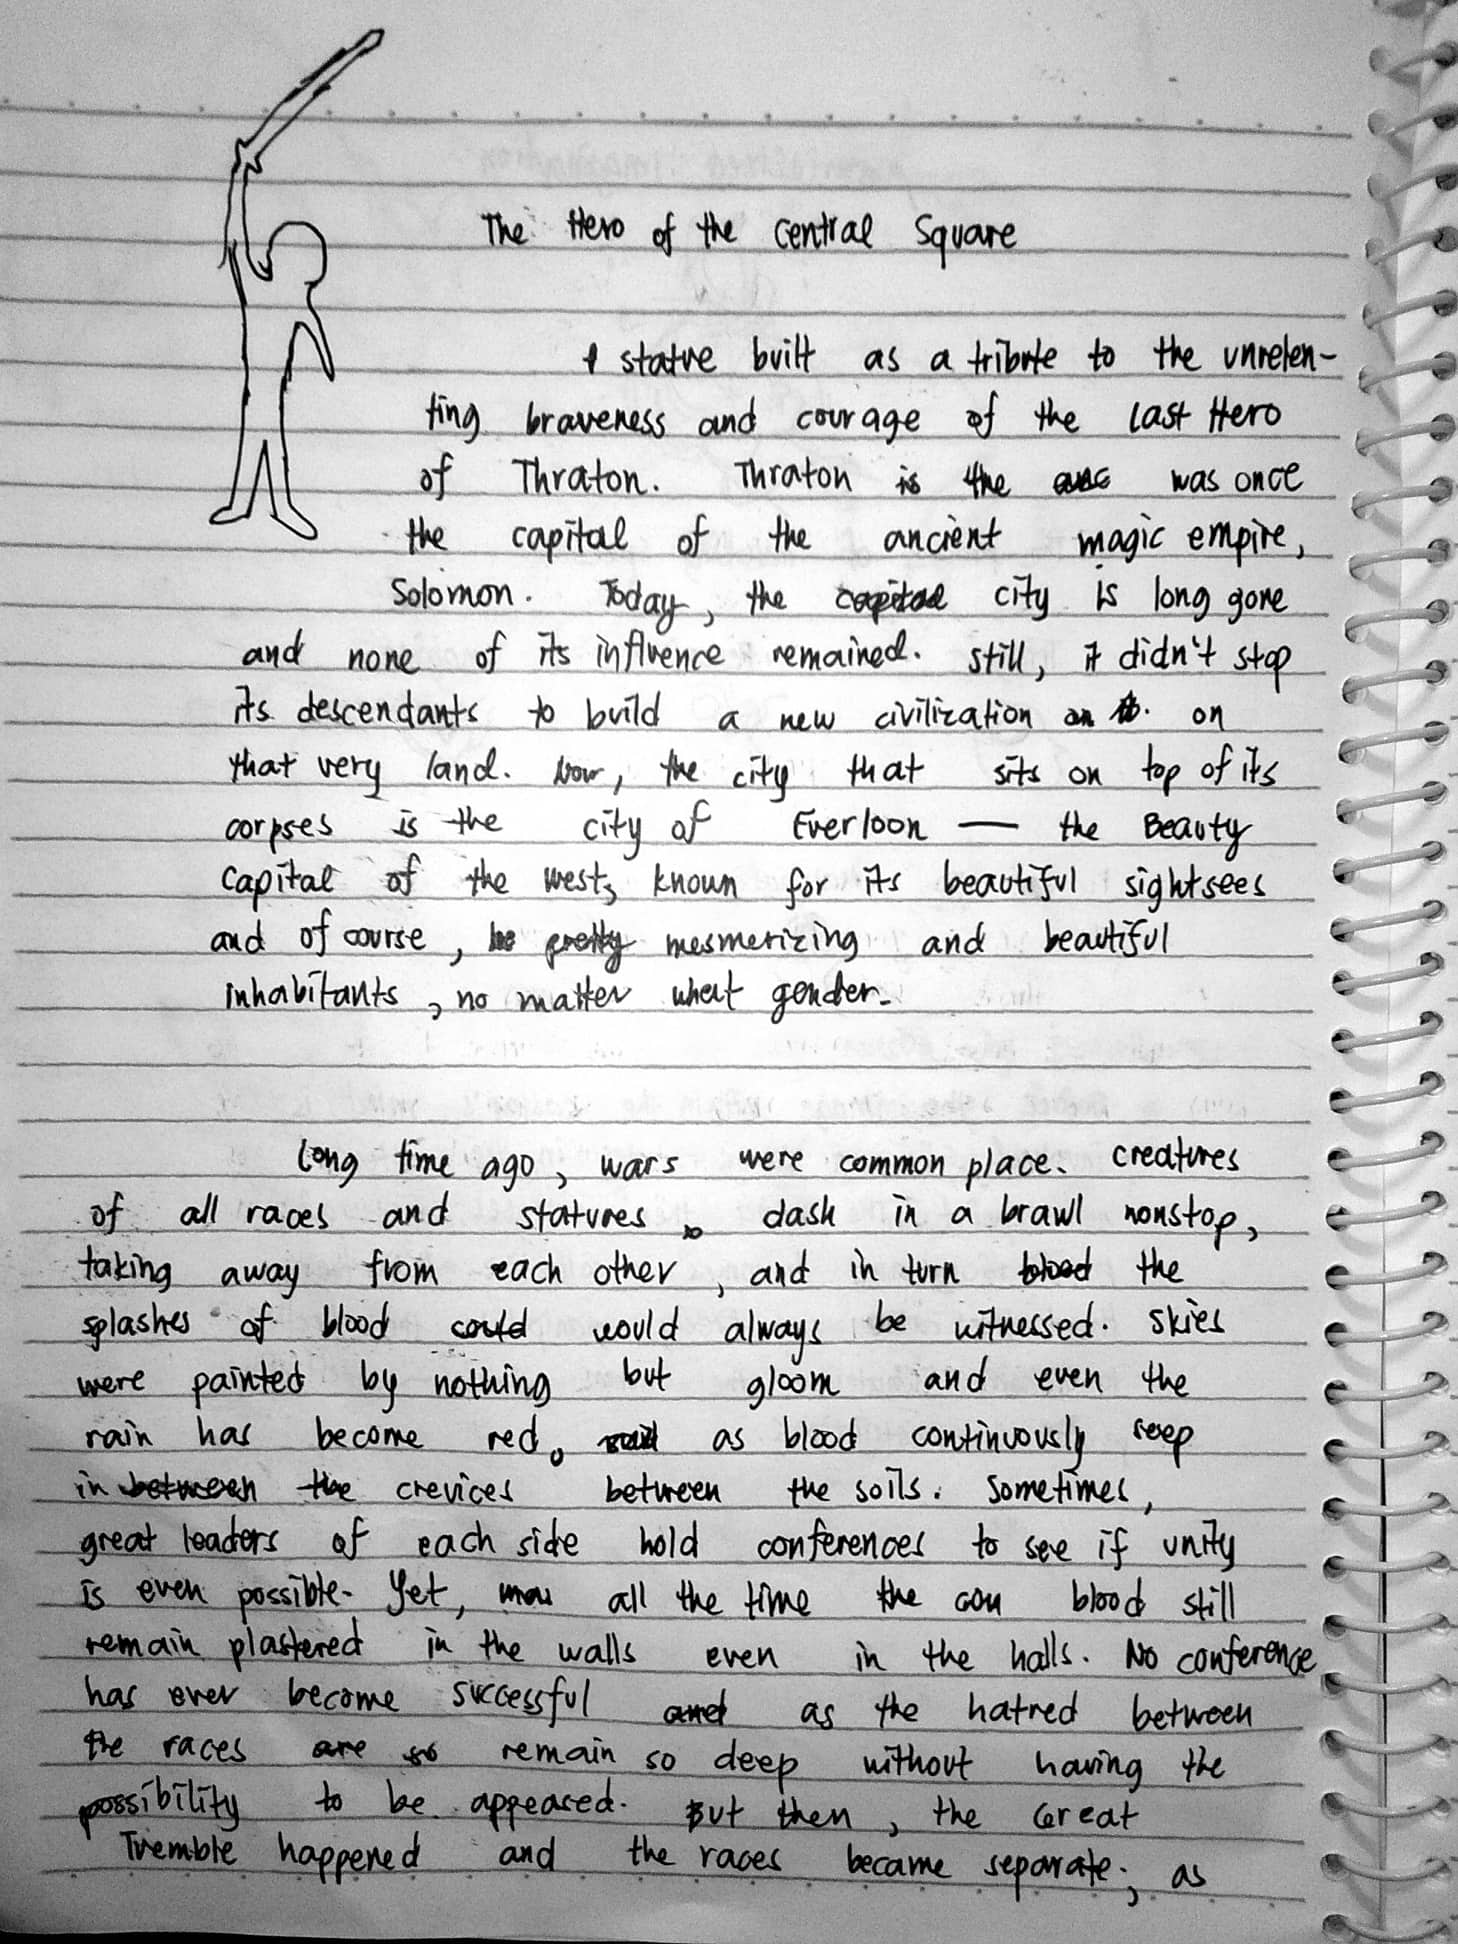 The Hero of the Central Square
A statue built as a tribute to the unrelen-
ting braveness and courage of the Last Hero
of Thraton. Thraton is the was once
the capital of the ancient magic empire,
Solomon. Today, the capital city is long gone
and none of its influence remained. Still, it didn't stop
its descendants to build a new civilization on on
that very land. Now, the city that sits on top of its
corpses is the city of Everloon — the Beauty
Capital of the West, known for its beautiful sightsees
and of course, pretty mesmerizing and beautiful
inhabitants, no matter what gender.
Long time ago, wars were common place. Creatures
of all races and statures, dash in a brawl nonstop,
taking away from each other, and in turn blood the
splashes of blood could would always be witnessed. Skies
were painted by nothing but gloom and even the
rain has become red, as blood continuously seep
in between the crevices between the soils. Sometimes,
great leaders of each side hold conferences to see if unity
is even possible. Yet, all the time the blood still
remain plastered in the walls even in the halls. No conference
has ever become successful and as the hatred between
the races are so remain so deep without having the
possibility to be appeased. But then, the Great
Tremble happened and the races became separate, as